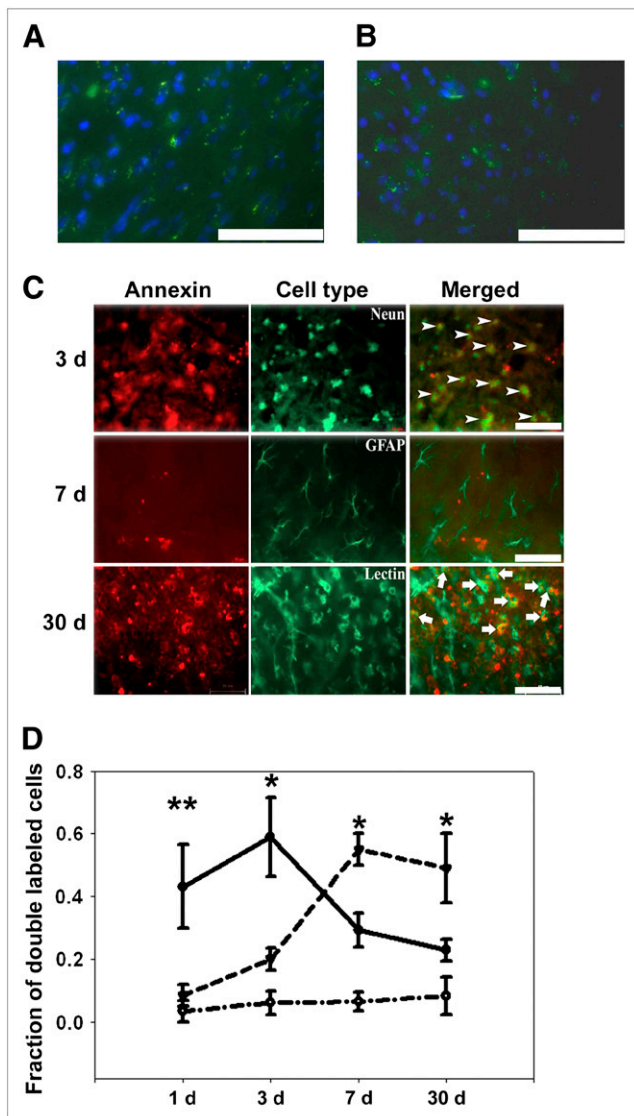 A
B
C
Annexin
Cell type
Merged
3 d
Neun
7 d
GFAP
30 d
Lectin
D
Fraction of double labeled cells
0.8
0.6
0.4
0.2
0.0
**
*
*
*
1 d
3 d
7 d
30 d